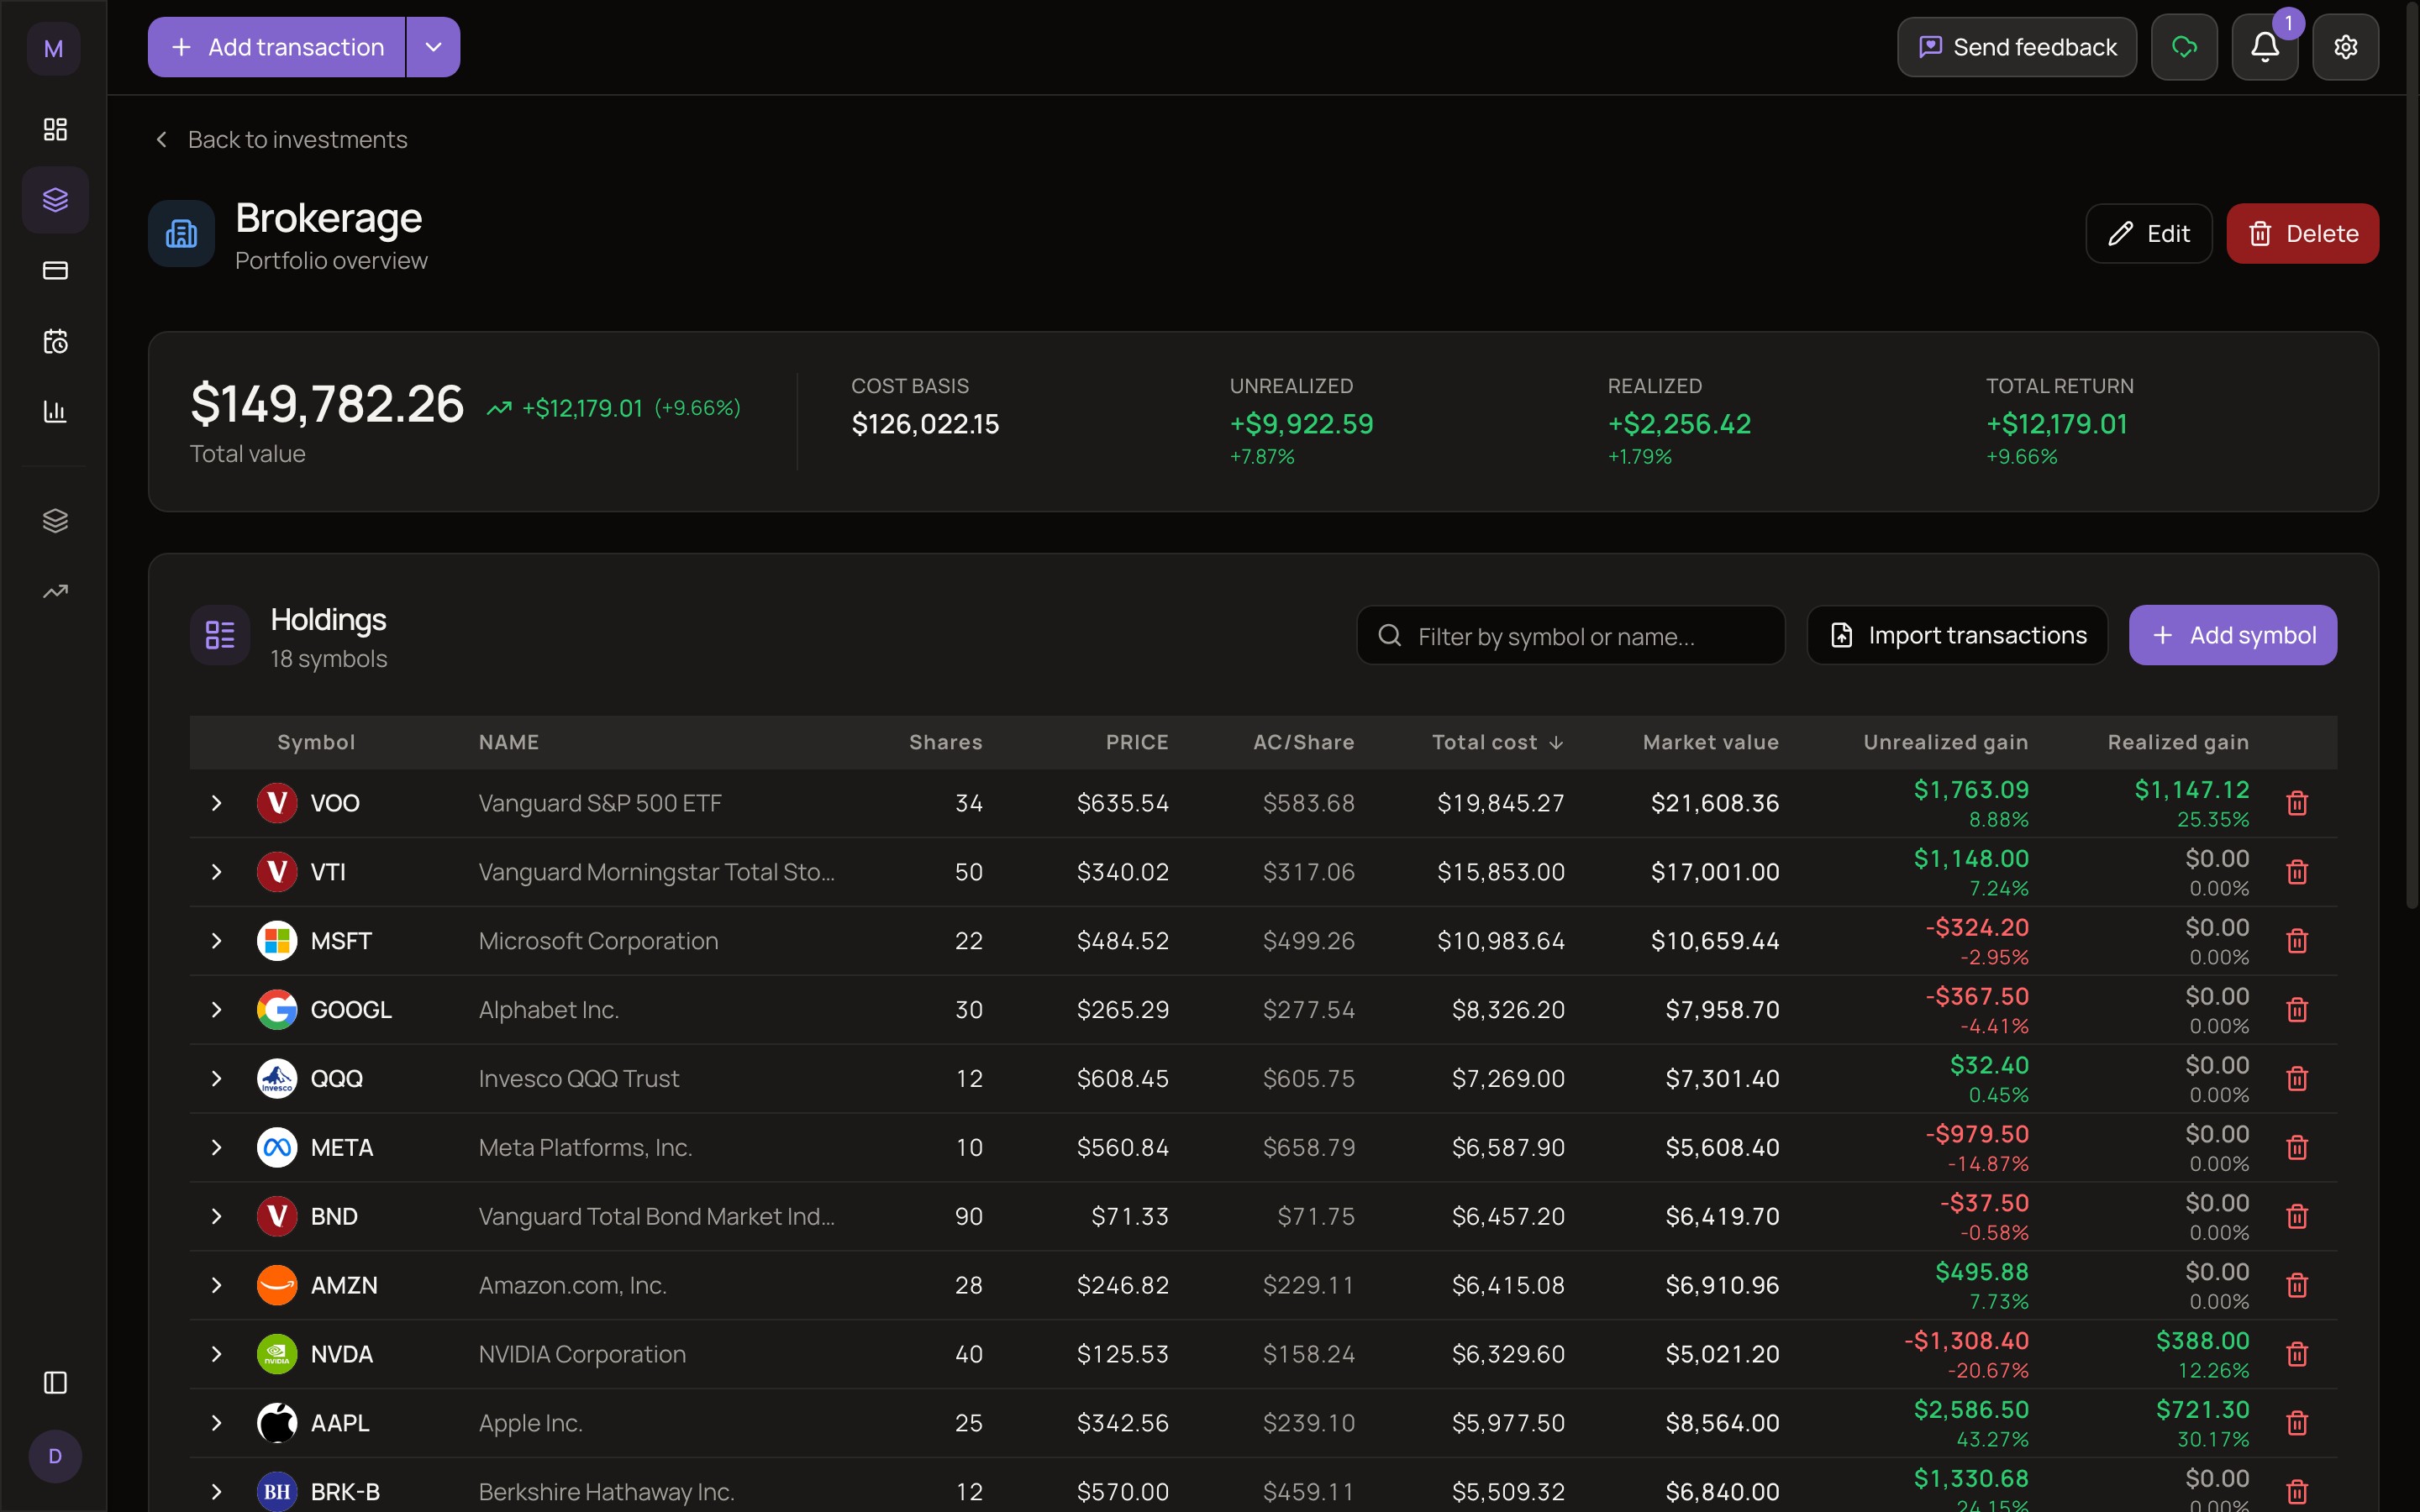 M
Add transaction
Send feedback
1
Back to investments
Brokerage
Portfolio overview
Edit
Delete
$149,782.26 +$12,179.01 (+9.66%)
Total value
COST BASIS
$126,022.15
UNREALIZED
+$9,922.59
+7.87%
REALIZED
+$2,256.42
+1.79%
TOTAL RETURN
+$12,179.01
+9.66%
Holdings
18 symbols
Filter by symbol or name...
Import transactions
Add symbol
Symbol NAME Shares PRICE AC/Share Total cost Market value Unrealized gain Realized gain
V VOO Vanguard S&P 500 ETF 34 $635.54 $583.68 $19,845.27 $21,608.36 $1,763.09 $1,147.12
8.88% 25.35%
V VTI Vanguard Morningstar Total Sto... 50 $340.02 $317.06 $15,853.00 $17,001.00 $1,148.00 $0.00
7.24% 0.00%
MSFT Microsoft Corporation 22 $484.52 $499.26 $10,983.64 $10,659.44 -$324.20 $0.00
-2.95% 0.00%
G GOOGL Alphabet Inc. 30 $265.29 $277.54 $8,326.20 $7,958.70 -$367.50 $0.00
-4.41% 0.00%
Invesco QQQ Invesco QQQ Trust 12 $608.45 $605.75 $7,269.00 $7,301.40 $32.40 $0.00
0.45% 0.00%
META Meta Platforms, Inc. 10 $560.84 $658.79 $6,587.90 $5,608.40 -$979.50 $0.00
-14.87% 0.00%
V BND Vanguard Total Bond Market Ind... 90 $71.33 $71.75 $6,457.20 $6,419.70 -$37.50 $0.00
-0.58% 0.00%
AMZN Amazon.com, Inc. 28 $246.82 $229.11 $6,415.08 $6,910.96 $495.88 $0.00
7.73% 0.00%
NVIDIA NVDA NVIDIA Corporation 40 $125.53 $158.24 $6,329.60 $5,021.20 -$1,308.40 $388.00
-20.67% 12.26%
AAPL Apple Inc. 25 $342.56 $239.10 $5,977.50 $8,564.00 $2,586.50 $721.30
43.27% 30.17%
BH BRK-B Berkshire Hathaway Inc. 12 $570.00 $459.11 $5,509.32 $6,840.00 $1,330.68 $0.00
24.15% 0.00%
D